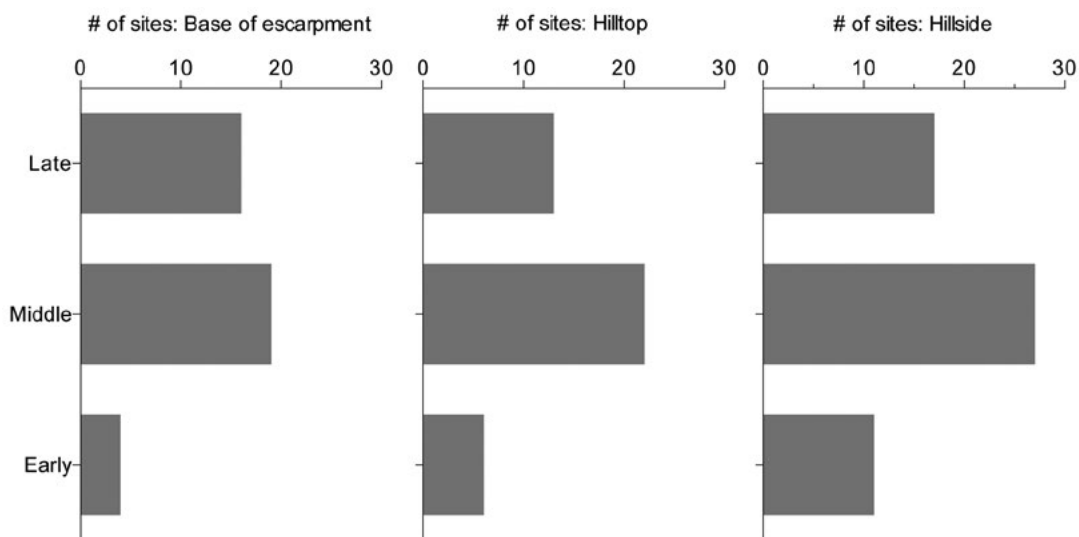 # of sites: Base of escarpment
# of sites: Hilltop
# of sites: Hillside
0 10 20 30
0 10 20 30
0 10 20 30
Late
Middle
Early